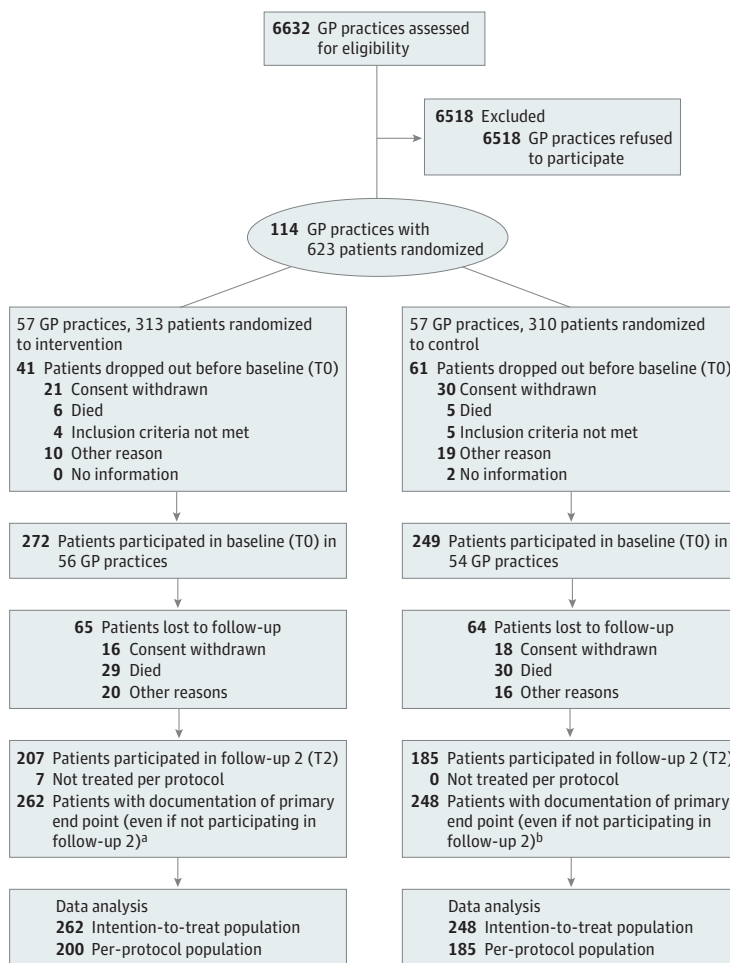 6632 GP practices assessed
for eligibility
6518 Excluded
6518 GP practices refused
to participate
114 GP practices with
623 patients randomized
57 GP practices, 313 patients randomized
to intervention
41 Patients dropped out before baseline (T0)
21 Consent withdrawn
6 Died
4 Inclusion criteria not met
10 Other reason
0 No information
57 GP practices, 310 patients randomized
to control
61 Patients dropped out before baseline (T0)
30 Consent withdrawn
5 Died
5 Inclusion criteria not met
19 Other reason
2 No information
272 Patients participated in baseline (T0) in
56 GP practices
249 Patients participated in baseline (T0) in
54 GP practices
65 Patients lost to follow-up
16 Consent withdrawn
29 Died
20 Other reasons
64 Patients lost to follow-up
18 Consent withdrawn
30 Died
16 Other reasons
207 Patients participated in follow-up 2 (T2)
7 Not treated per protocol
262 Patients with documentation of primary
end point (even if not participating in
follow-up 2)a
185 Patients participated in follow-up 2 (T2)
0 Not treated per protocol
248 Patients with documentation of primary
end point (even if not participating in
follow-up 2)b
Data analysis
262 Intention-to-treat population
200 Per-protocol population
Data analysis
248 Intention-to-treat population
185 Per-protocol population